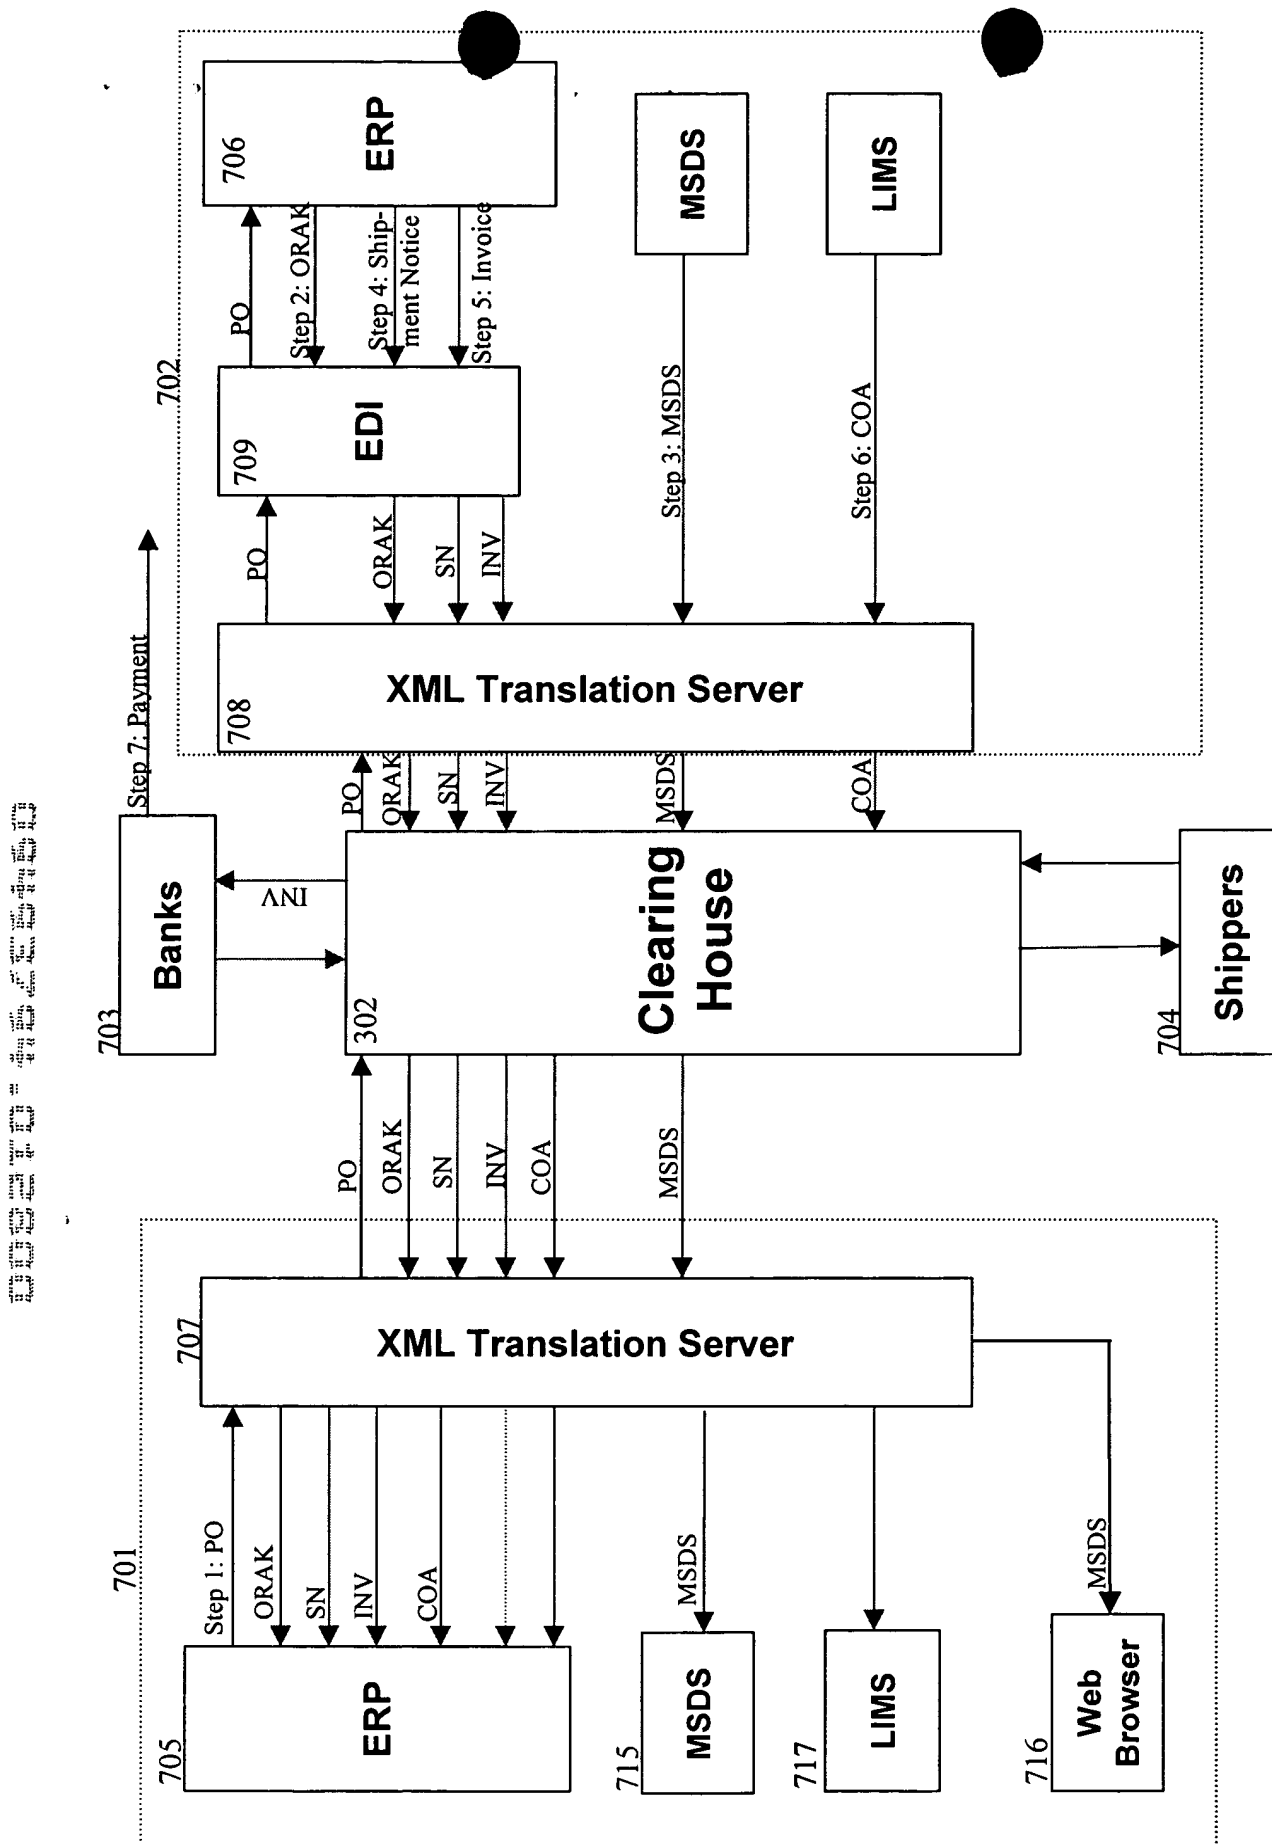 701
705
ERP
Step 1: PO
ORAK
SN
INV
COA
715
MSDS
MSDS
717
LIMS
716
Web
Browser
MSDS
707
XML Translation Server
PO
ORAK
SN
INV
COA
MSDS
703
Banks
INV
Step 7: Payment
302
Clearing
House
704
Shippers
PO
ORAK
SN
INV
MSDS
COA
702
708
XML Translation Server
PO
ORAK
SN
INV
Step 3: MSDS
Step 6: COA
709
EDI
PO
Step 2: ORAK
Step 4: Ship-
ment Notice
Step 5: Invoice
706
ERP
MSDS
LIMS